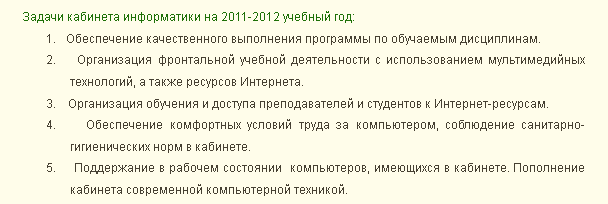 Задачи кабинета информатики на 2011-2012 учебный год:
1. Обеспечение качественного выполнения программы по обучаемым дисциплинам.
2. Организация фронтальной учебной деятельности с использованием мультимедийных
технологий, а также ресурсов Интернета.
3. Организация обучения и доступа преподавателей и студентов к Интернет-ресурсам.
4. Обеспечение комфортных условий труда за компьютером, соблюдение санитарно-
гигиенических норм в кабинете.
5. Поддержание в рабочем состоянии компьютеров, имеющихся в кабинете. Пополнение
кабинета современной компьютерной техникой.